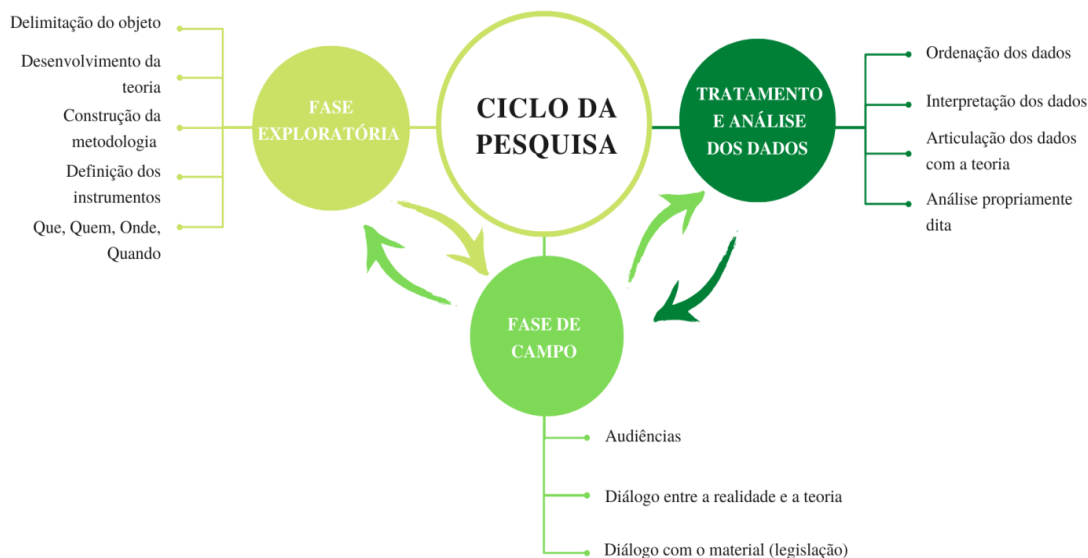 Delimitação do objeto
Desenvolvimento da
teoria
Construção da
metodologia
Definição dos
instrumentos
Que, Quem, Onde,
Quando
FASE
EXPLORATÓRIA
CICLO DA
PESQUISA
TRATAMENTO
E ANÁLISE
DOS DADOS
Ordenação dos dados
Interpretação dos dados
Articulação dos dados
com a teoria
Análise propriamente
dita
FASE DE
CAMPO
Audiências
Diálogo entre a realidade e a teoria
Diálogo com o material (legislação)